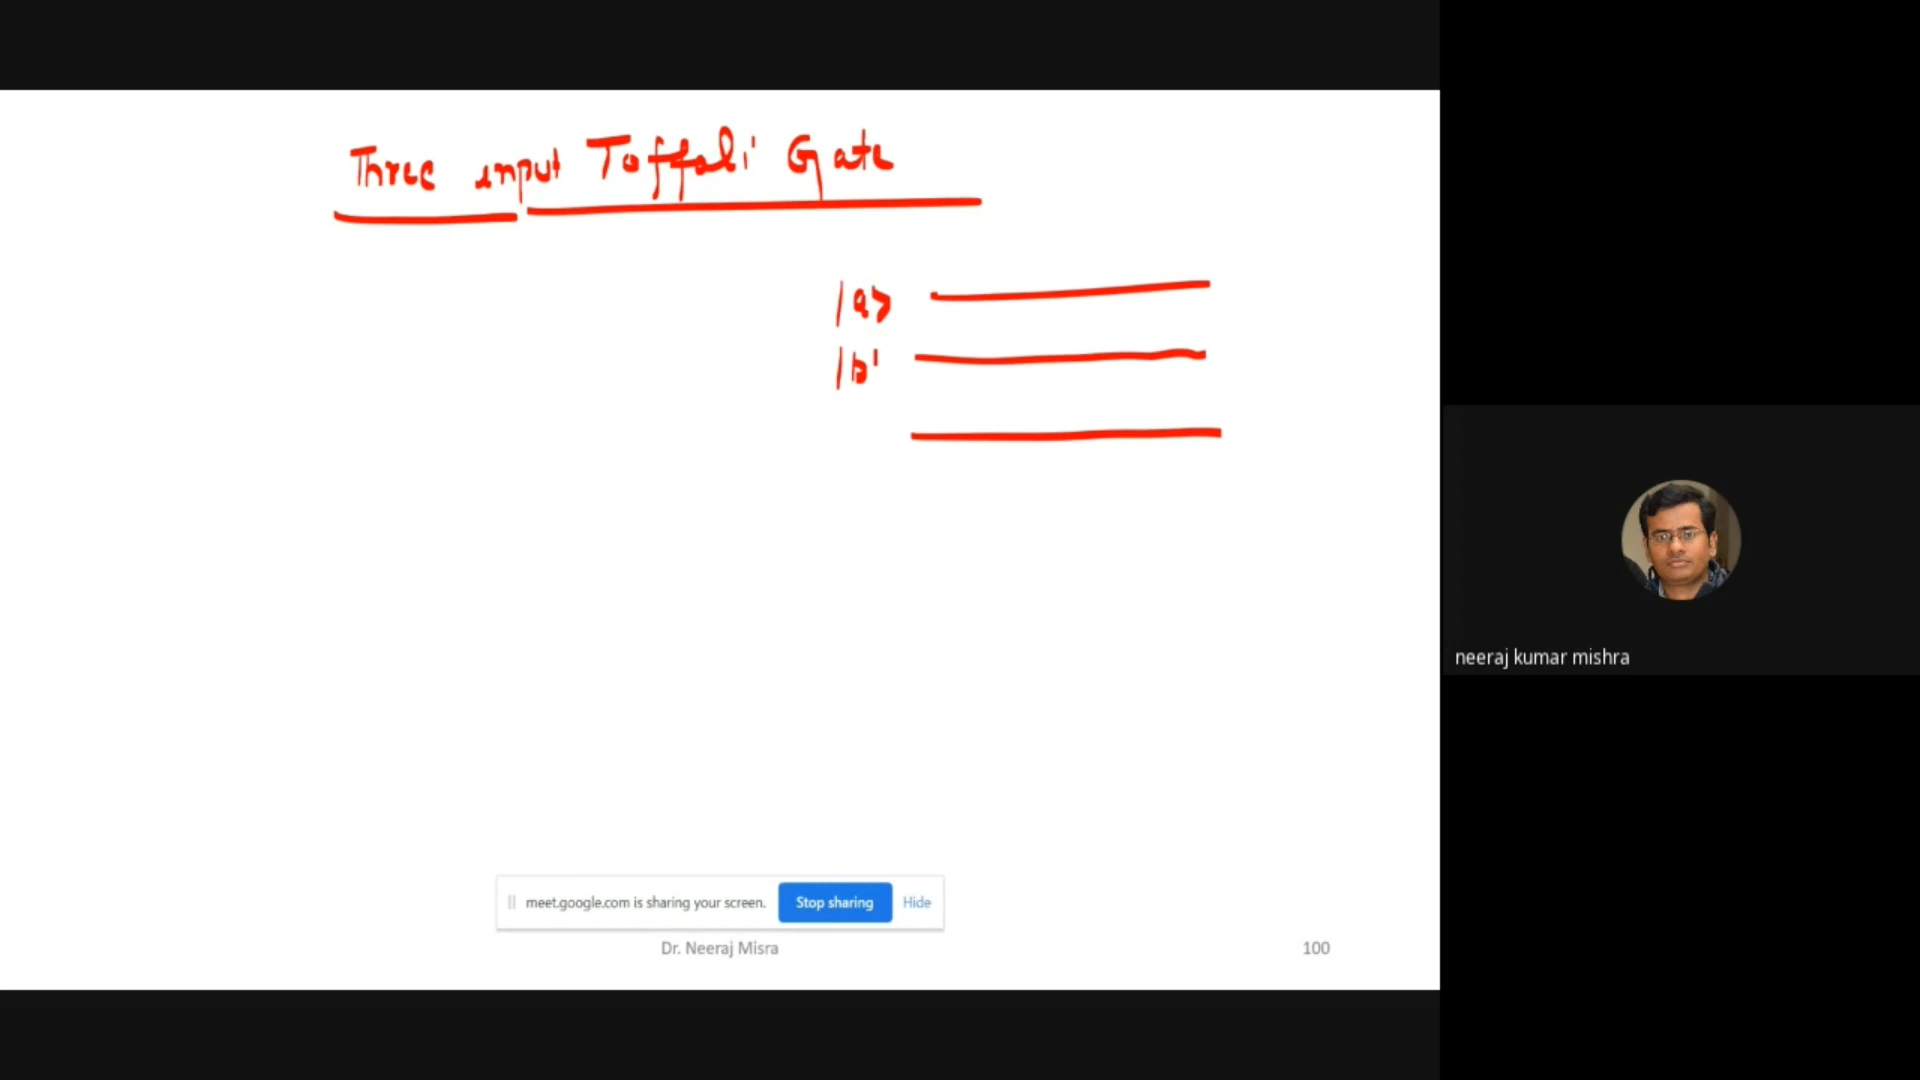 Three input Toffoli Gate
|a>
|b'
neeraj kumar mishra
meet.google.com is sharing your screen. Stop sharing Hide
Dr. Neeraj Misra 100